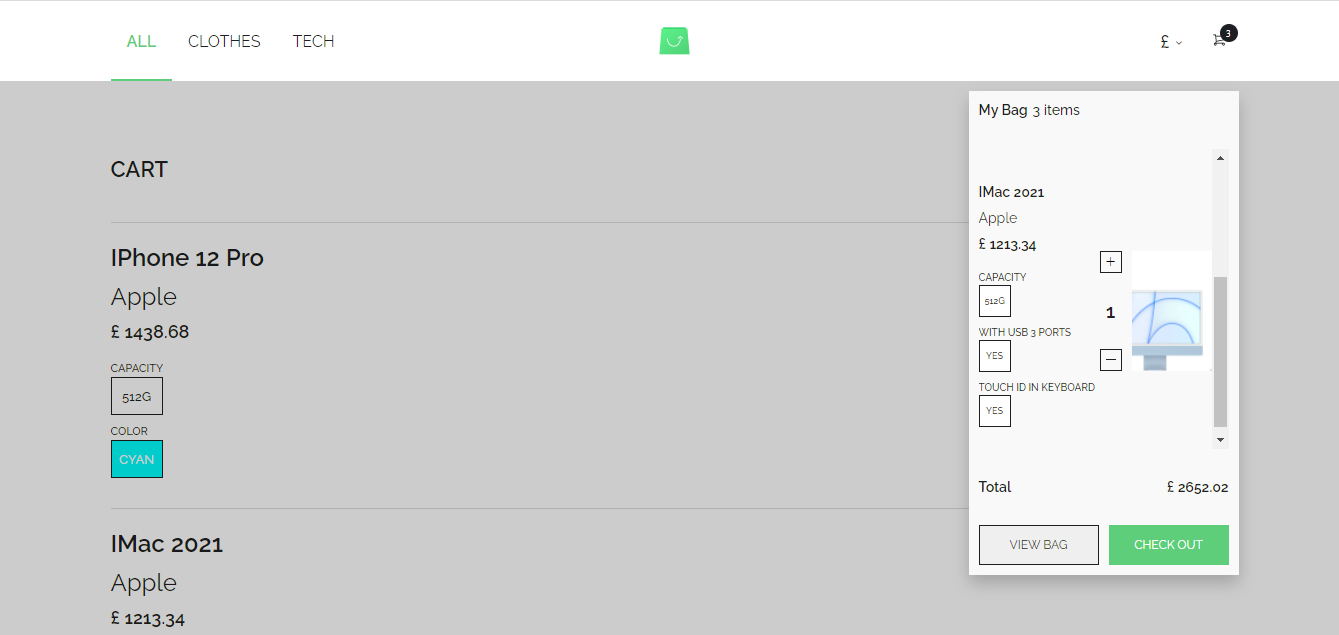 ALL CLOTHES TECH £ 3
CART
IPhone 12 Pro
Apple
£ 1438.68
CAPACITY
512G
COLOR
CYAN
IMac 2021
Apple
£ 1213.34
My Bag 3 items
IMac 2021
Apple
£ 1213.34
+
CAPACITY
512G
1
WITH USB 3 PORTS
YES
—
TOUCH ID IN KEYBOARD
YES
Total £ 2652.02
VIEW BAG CHECK OUT